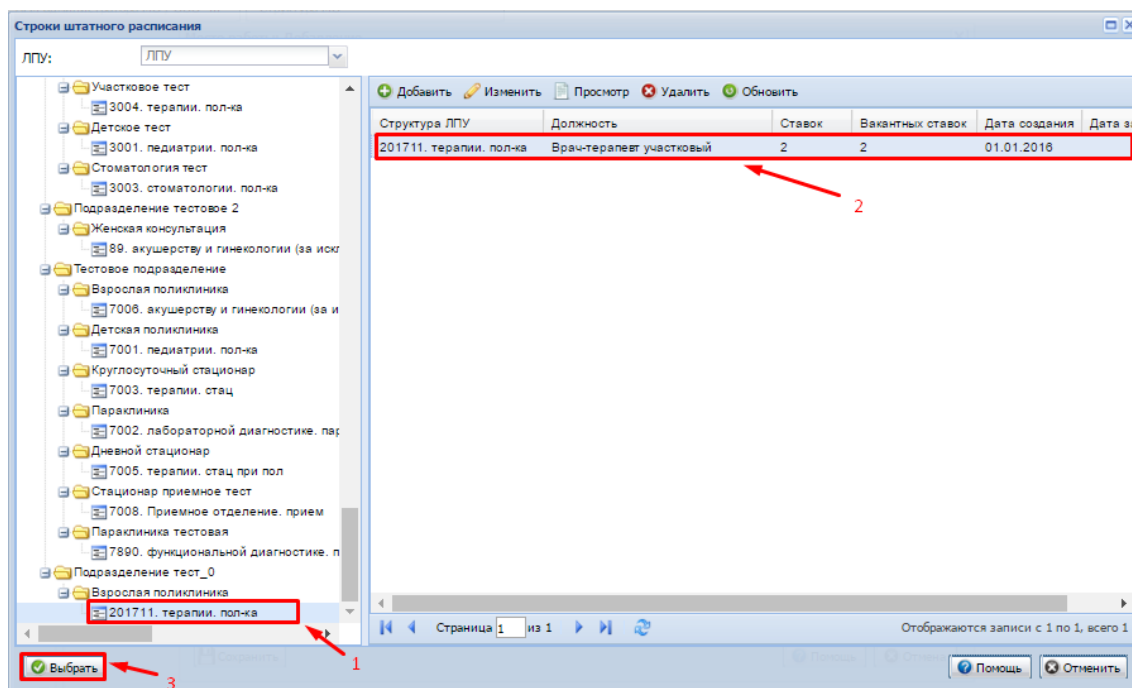 Строки штатного расписания
ЛПУ: ЛПУ
Участковое тест
3004. терапии. пол-ка
Детское тест
3001. педиатрии. пол-ка
Стоматология тест
3003. стоматологии. пол-ка
Подразделение тестовое 2
Женская консультация
89. акушерству и гинекологии (за искл
Тестовое подразделение
Взрослая поликлиника
7006. акушерству и гинекологии (за и
Детская поликлиника
7001. педиатрии. пол-ка
Круглосуточный стационар
7003. терапии. стац
Параклиника
7002. лабораторной диагностике. пар
Дневной стационар
7005. терапии. стац при пол
Стационар приемное тест
7008. Приемное отделение. прием
Параклиника тестовая
7890. функциональной диагностике. п
Подразделение тест_0
Взрослая поликлиника
201711. терапии. пол-ка
1
Добавить Изменить Просмотр Удалить Обновить
Структура ЛПУ Должность Ставок Вакантных ставок Дата создания Дата за
201711. терапии. пол-ка Врач-терапевт участковый 2 2 01.01.2016
2
Страница 1 из 1 Отображаются записи с 1 по 1, всего 1
Выбрать Сохранить Помощь Отменить
3